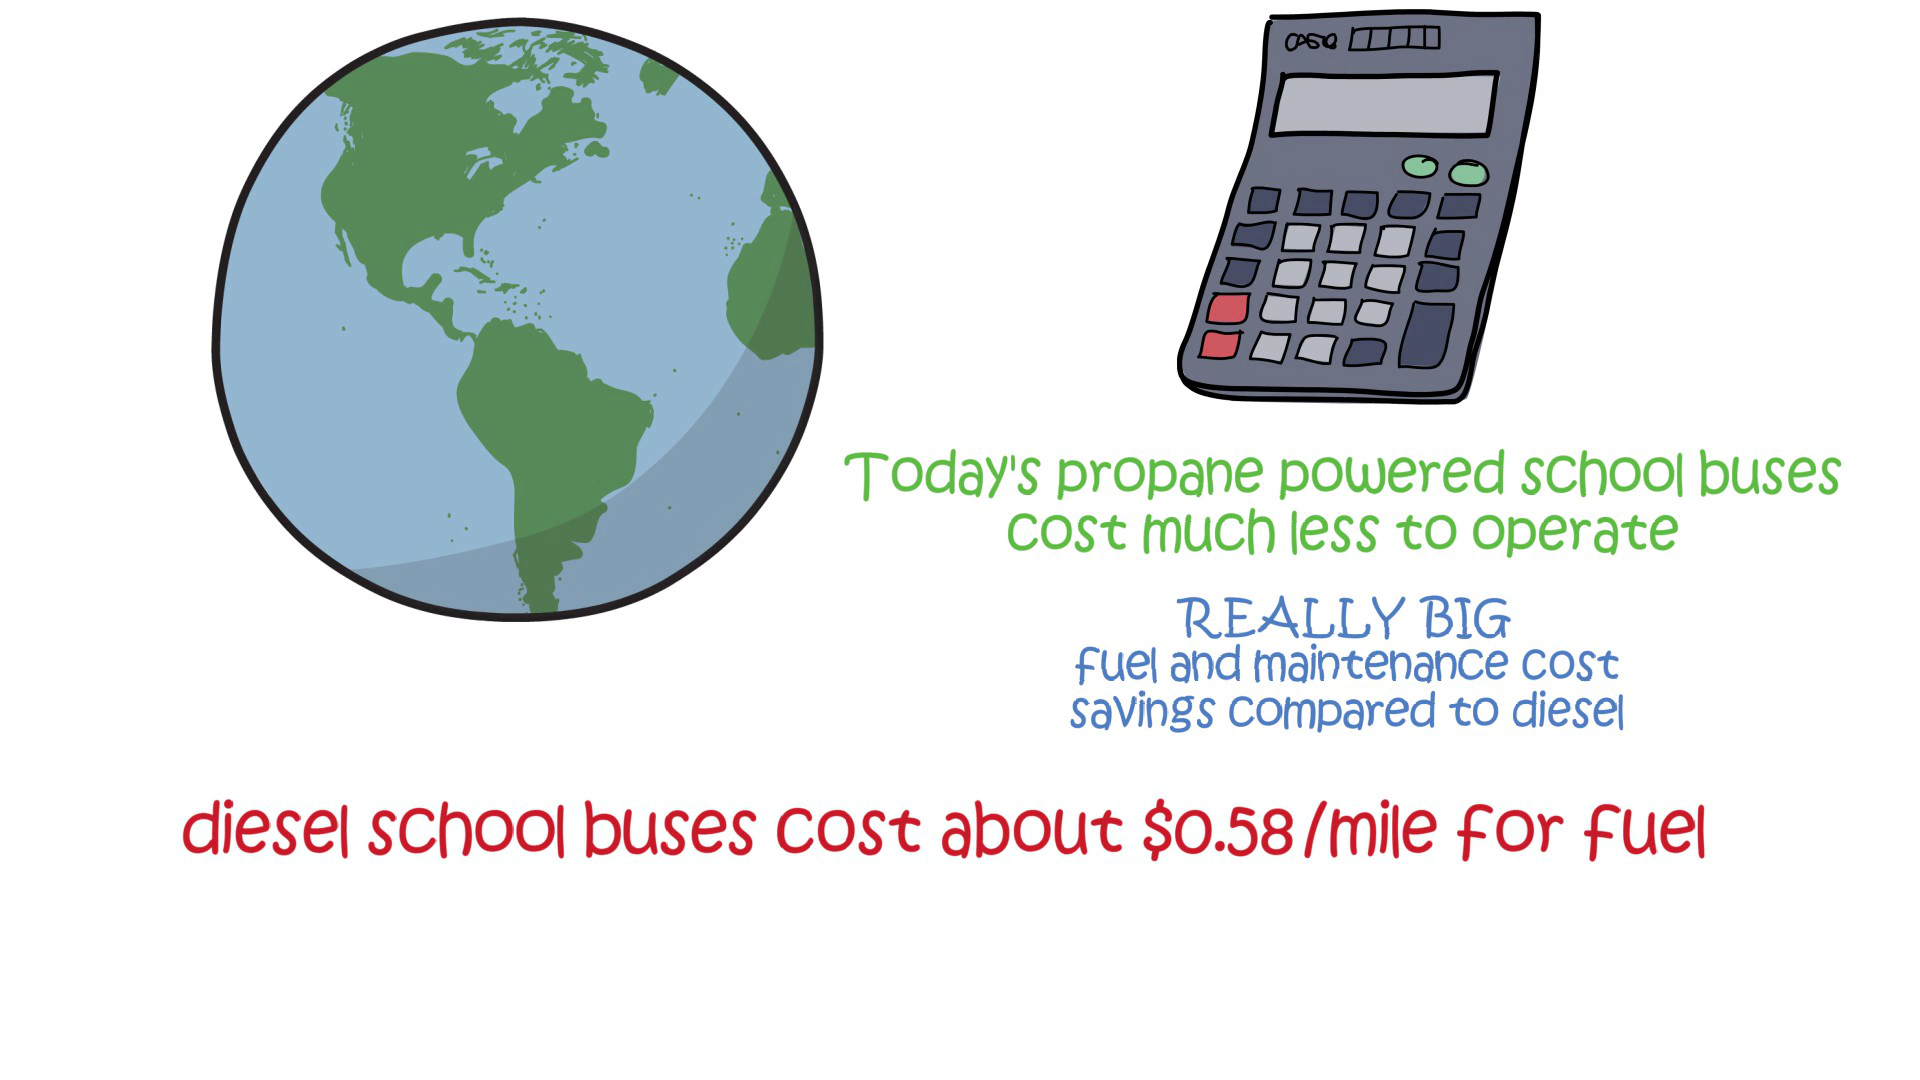 CASIO
Today's propane powered school buses
cost much less to operate
REALLY BIG
fuel and maintenance cost
savings compared to diesel
diesel school buses cost about $0.58/mile for fuel